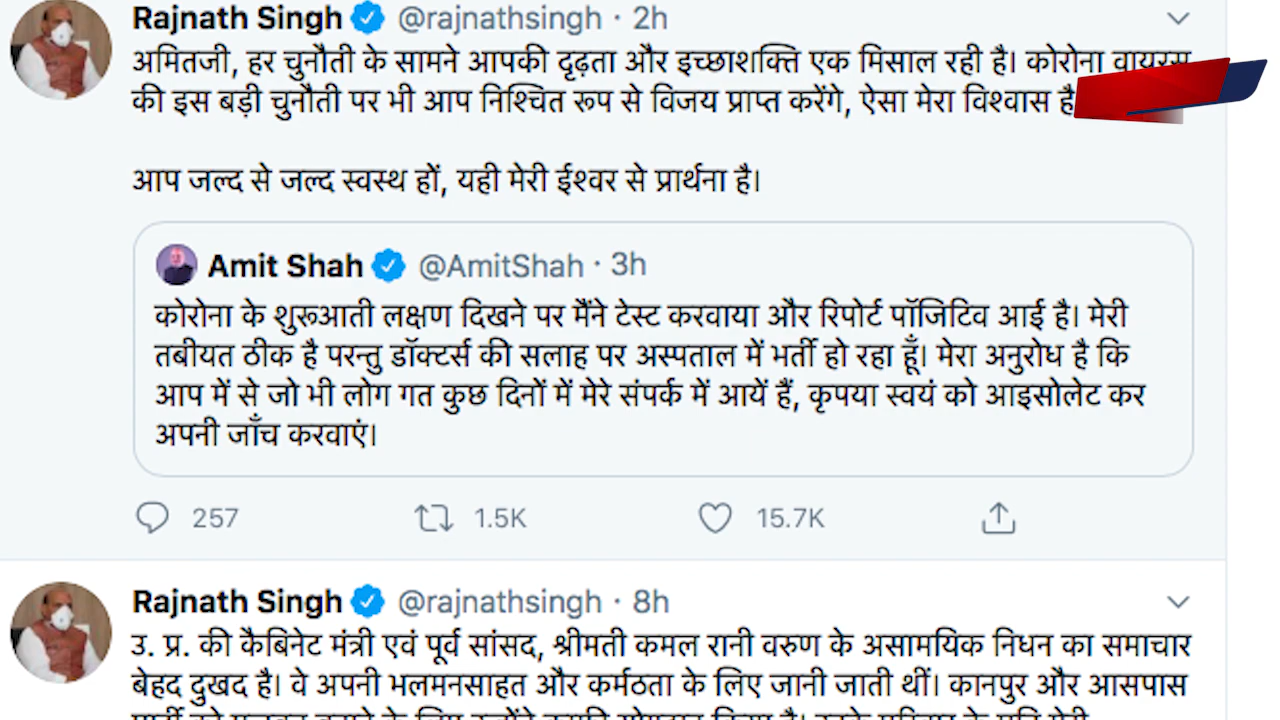 Rajnath Singh @rajnathsingh · 2h
अमितजी, हर चुनौती के सामने आपकी दृढ़ता और इच्छाशक्ति एक मिसाल रही है। कोरोना वायरस
की इस बड़ी चुनौती पर भी आप निश्चित रूप से विजय प्राप्त करेंगे, ऐसा मेरा विश्वास है
आप जल्द से जल्द स्वस्थ हों, यही मेरी ईश्वर से प्रार्थना है।
Amit Shah @AmitShah · 3h
कोरोना के शुरूआती लक्षण दिखने पर मैंने टेस्ट करवाया और रिपोर्ट पॉजिटिव आई है। मेरी
तबीयत ठीक है परन्तु डॉक्टर्स की सलाह पर अस्पताल में भर्ती हो रहा हूँ। मेरा अनुरोध है कि
आप में से जो भी लोग गत कुछ दिनों में मेरे संपर्क में आयें हैं, कृपया स्वयं को आइसोलेट कर
अपनी जाँच करवाएं।
257 1.5K 15.7K
Rajnath Singh @rajnathsingh · 8h
उ. प्र. की कैबिनेट मंत्री एवं पूर्व सांसद, श्रीमती कमल रानी वरुण के असामयिक निधन का समाचार
बेहद दुखद है। वे अपनी भलमनसाहत और कर्मठता के लिए जानी जाती थीं। कानपुर और आसपास